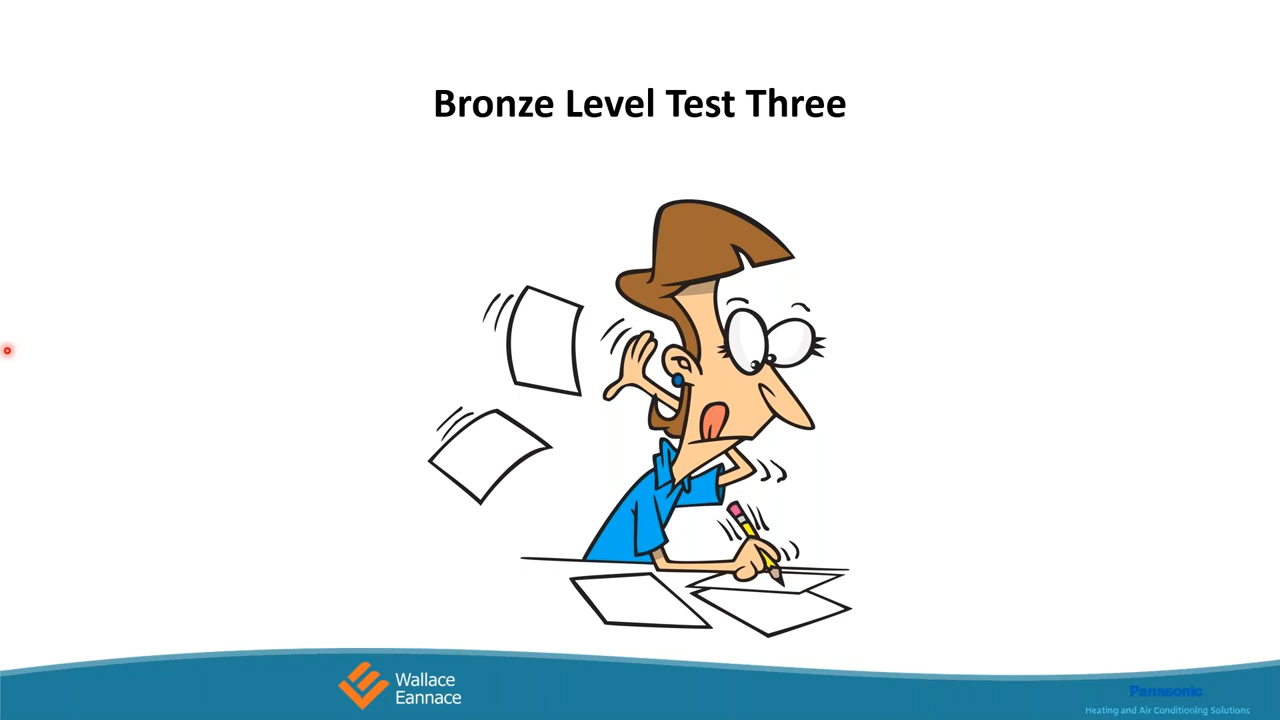 Bronze Level Test Three
Wallace
Eannace
Panasonic
Heating and Air Conditioning Solutions